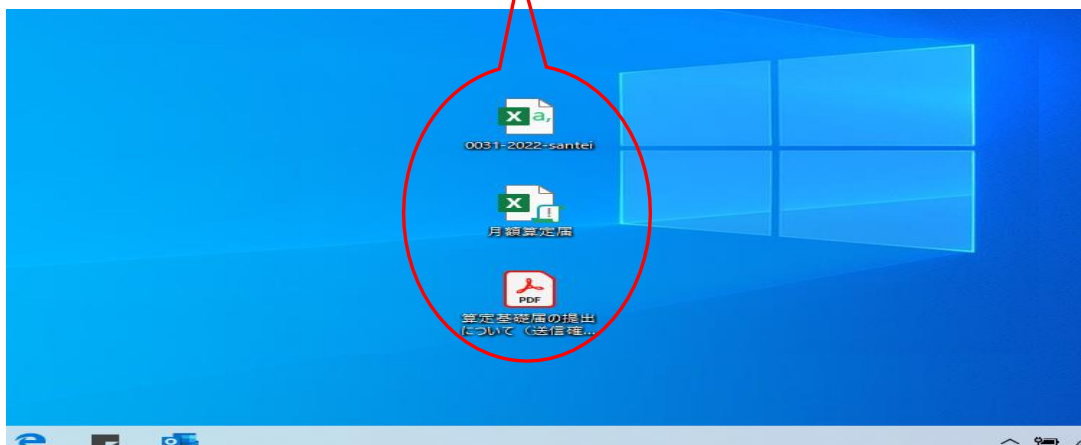 X a,
0031-2022-santei
X
月額算定届
PDF
算定基礎届の提出
について（送信確...